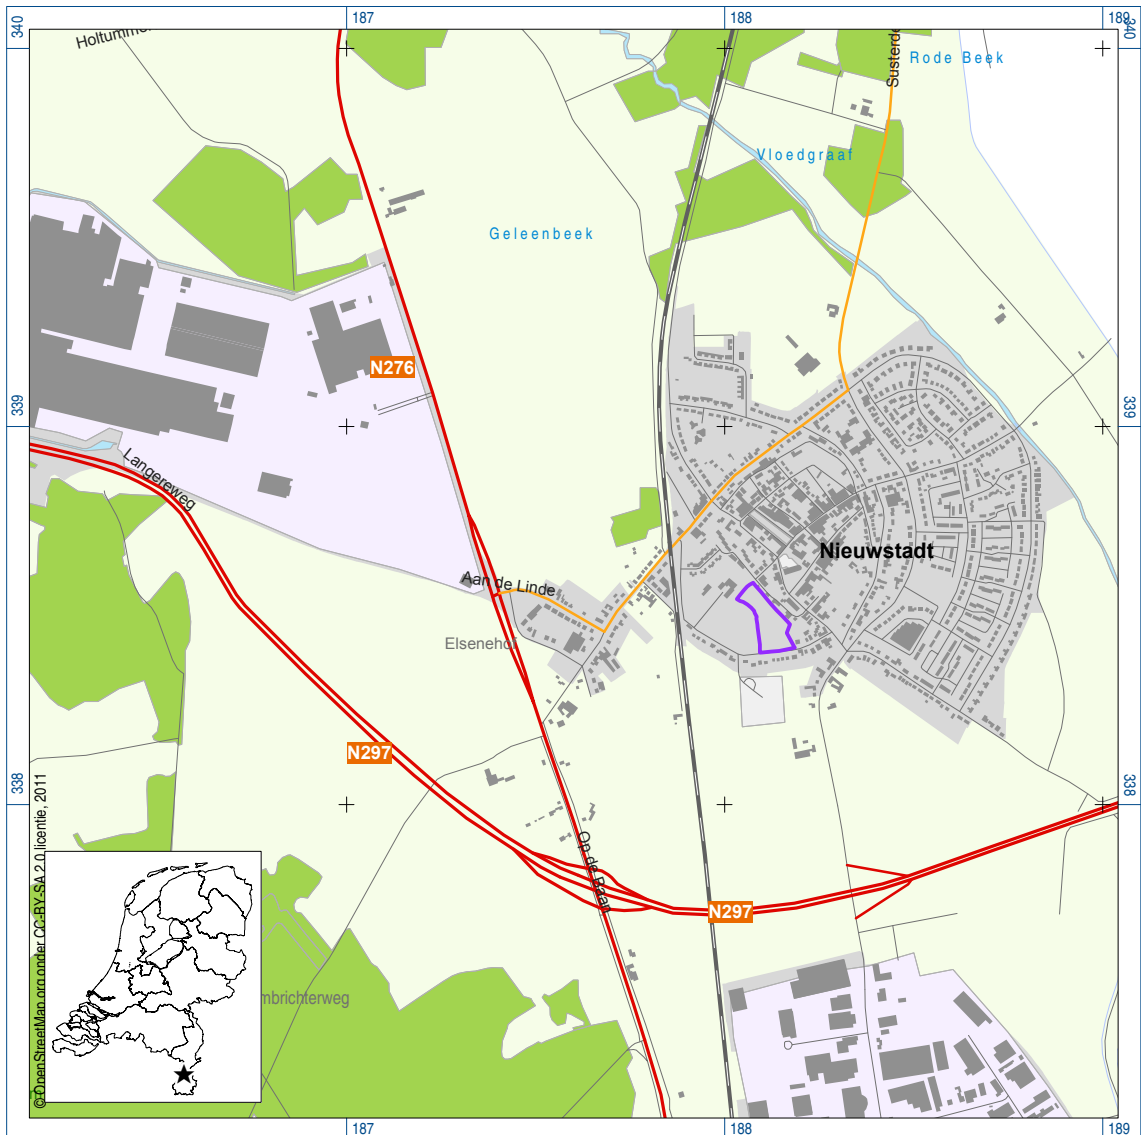 187
188
189
340
340
Holtumme
Susterde
Rode Beek
Vloedgraaf
Geleenbeek
N276
339
339
Langereweg
Nieuwstadt
Aan de Linde
Elsenehof
N297
338
338
Op de Baan
N297
mbrichterweg
© OpenStreetMap.org onder CC-BY-SA 2.0 licentie, 2011
187
188
189